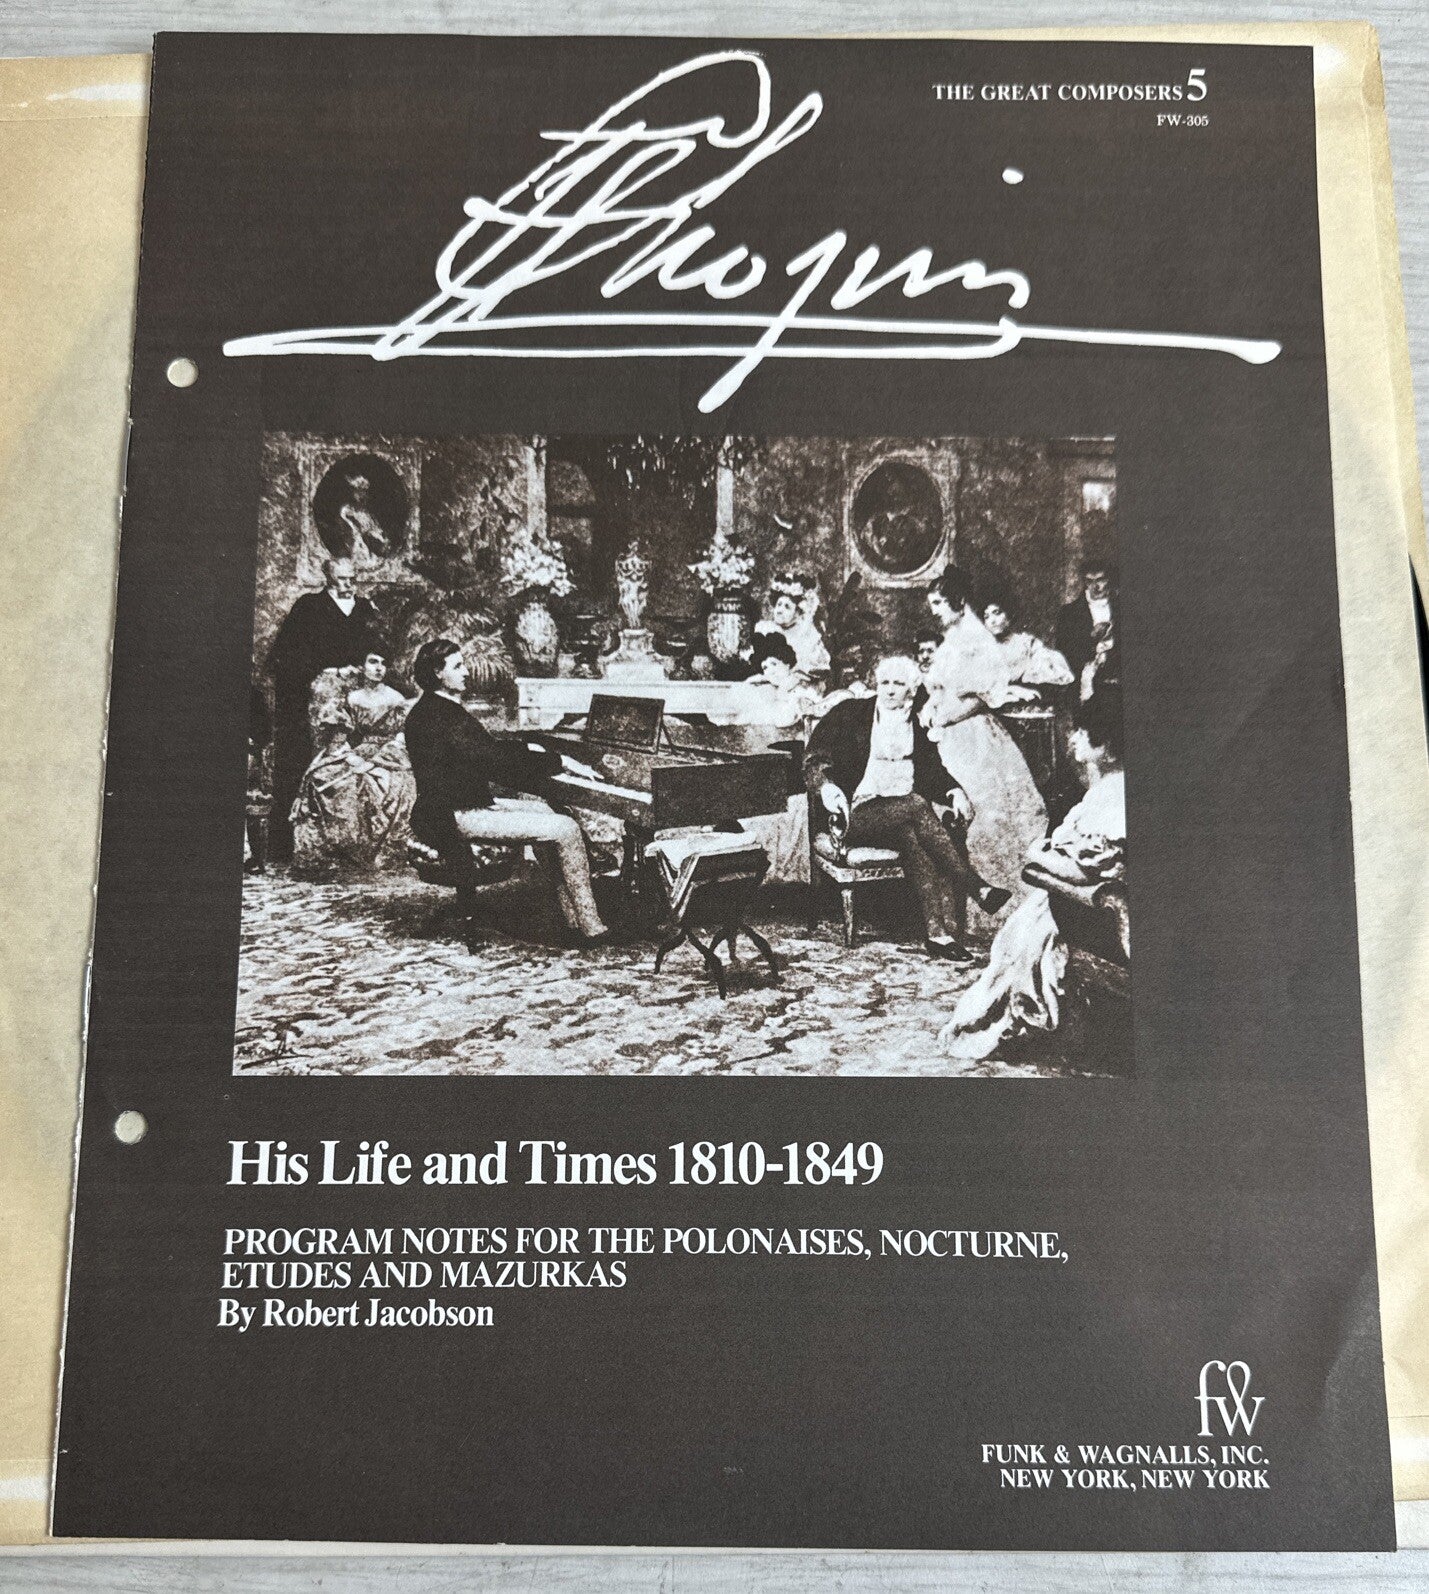 THE GREAT COMPOSERS 5
FW-305
FChopin
His Life and Times 1810-1849
PROGRAM NOTES FOR THE POLONAISES, NOCTURNE,
ETUDES AND MAZURKAS
By Robert Jacobson
fw
FUNK & WAGNALLS, INC.
NEW YORK, NEW YORK